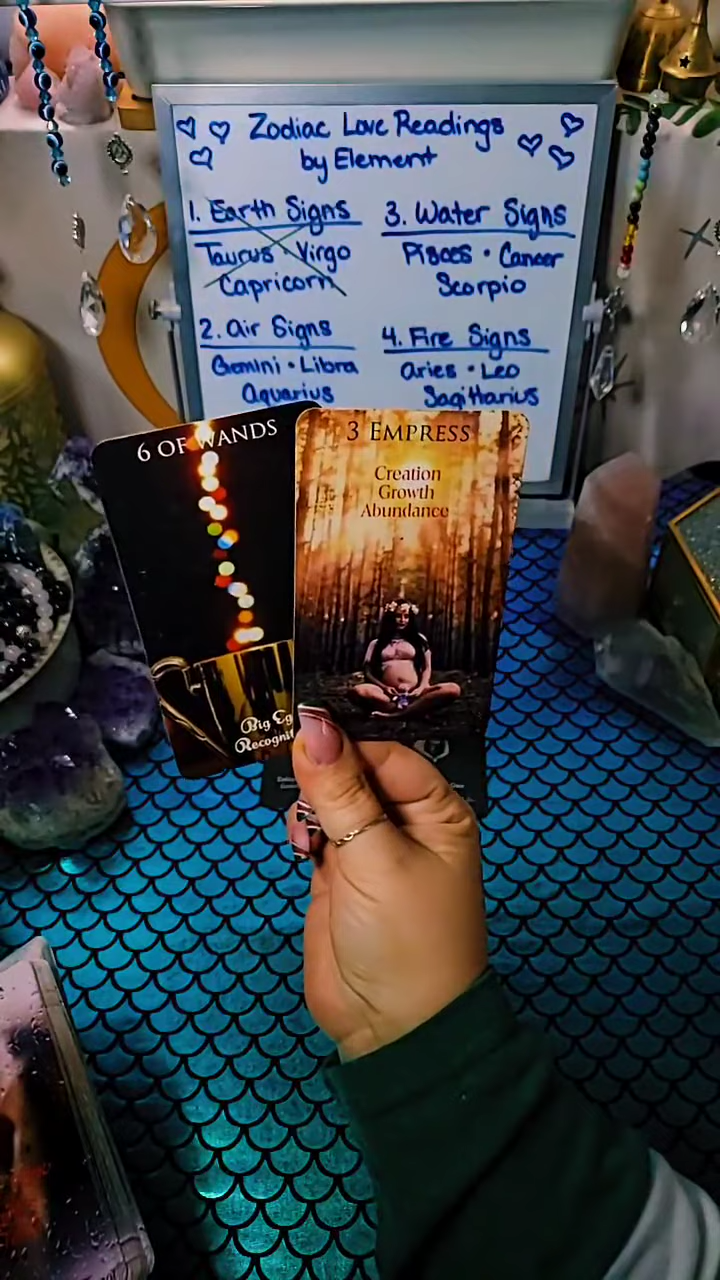 Zodiac Love Readings
by Element
1. Earth Signs
Taurus · Virgo
Capricorn
2. Air Signs
Gemini · Libra
Aquarius
3. Water Signs
Pisces · Cancer
Scorpio
4. Fire Signs
Aries · Leo
Sagittarius
6 OF WANDS
Big
3 EMPRESS
Creation
Growth
Abundance